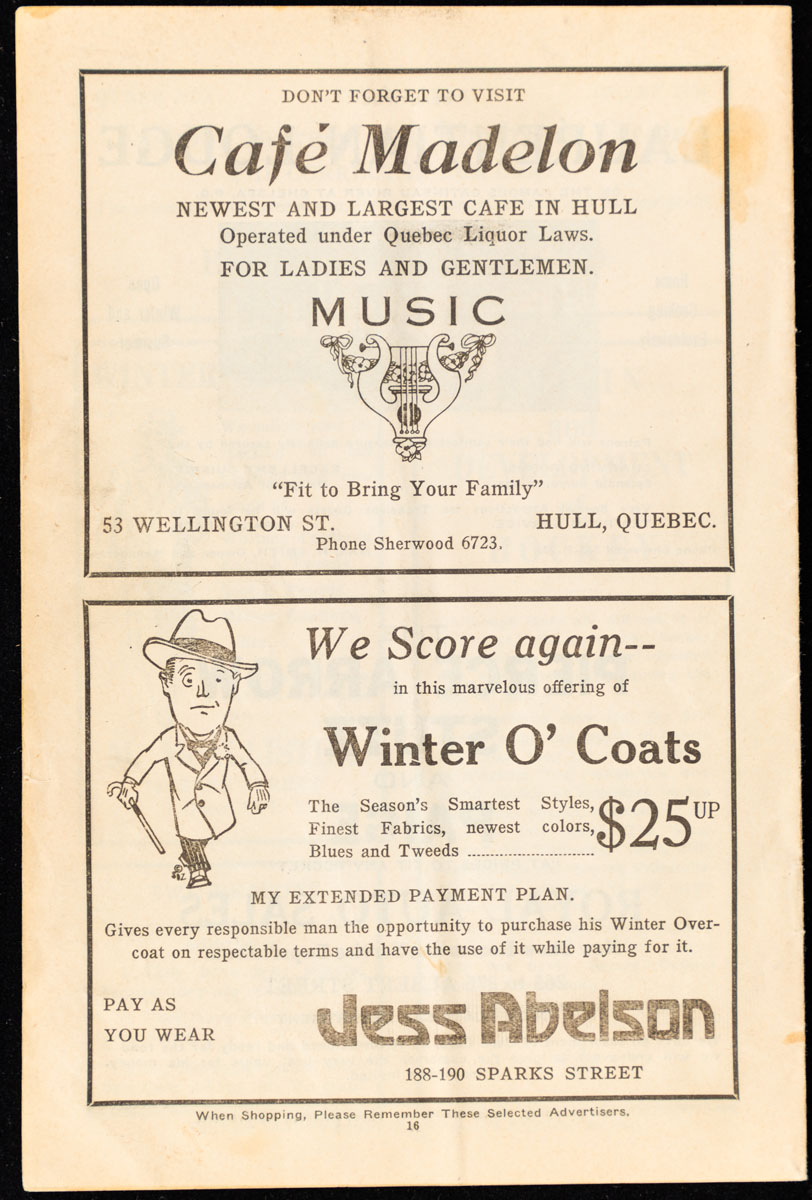 DON'T FORGET TO VISIT
Café Madelon
NEWEST AND LARGEST CAFE IN HULL
Operated under Quebec Liquor Laws.
FOR LADIES AND GENTLEMEN.
MUSIC
“Fit to Bring Your Family”
53 WELLINGTON ST. HULL, QUEBEC.
Phone Sherwood 6723.
We Score again--
in this marvelous offering of
Winter O’ Coats
The Season's Smartest Styles,
Finest Fabrics, newest colors,
Blues and Tweeds
$25 UP
MY EXTENDED PAYMENT PLAN.
Gives every responsible man the opportunity to purchase his Winter Over-
coat on respectable terms and have the use of it while paying for it.
PAY AS
YOU WEAR
Jess Abelson
188-190 SPARKS STREET
When Shopping, Please Remember These Selected Advertisers.
16